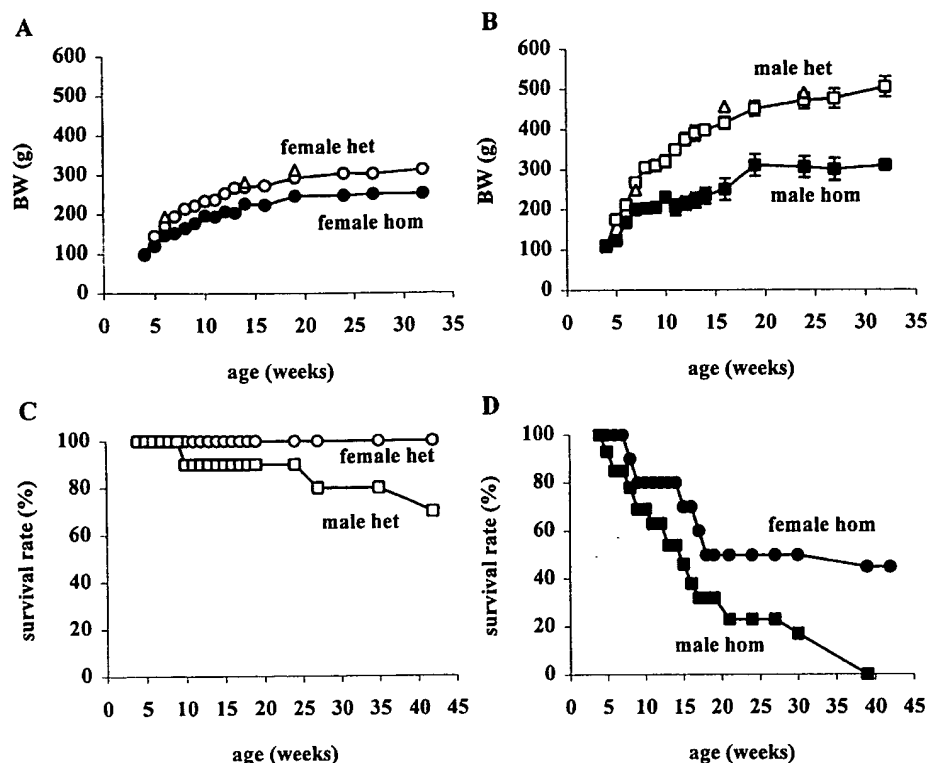 A
BW (g)
600
500
400
300
200
100
0
female het
female hom
0 5 10 15 20 25 30 35
age (weeks)
B
BW (g)
600
500
400
300
200
100
0
male het
male hom
0 5 10 15 20 25 30 35
age (weeks)
C
survival rate (%)
100
80
60
40
20
0
female het
male het
0 5 10 15 20 25 30 35 40 45
age (weeks)
D
survival rate (%)
100
80
60
40
20
0
female hom
male hom
0 5 10 15 20 25 30 35 40 45
age (weeks)